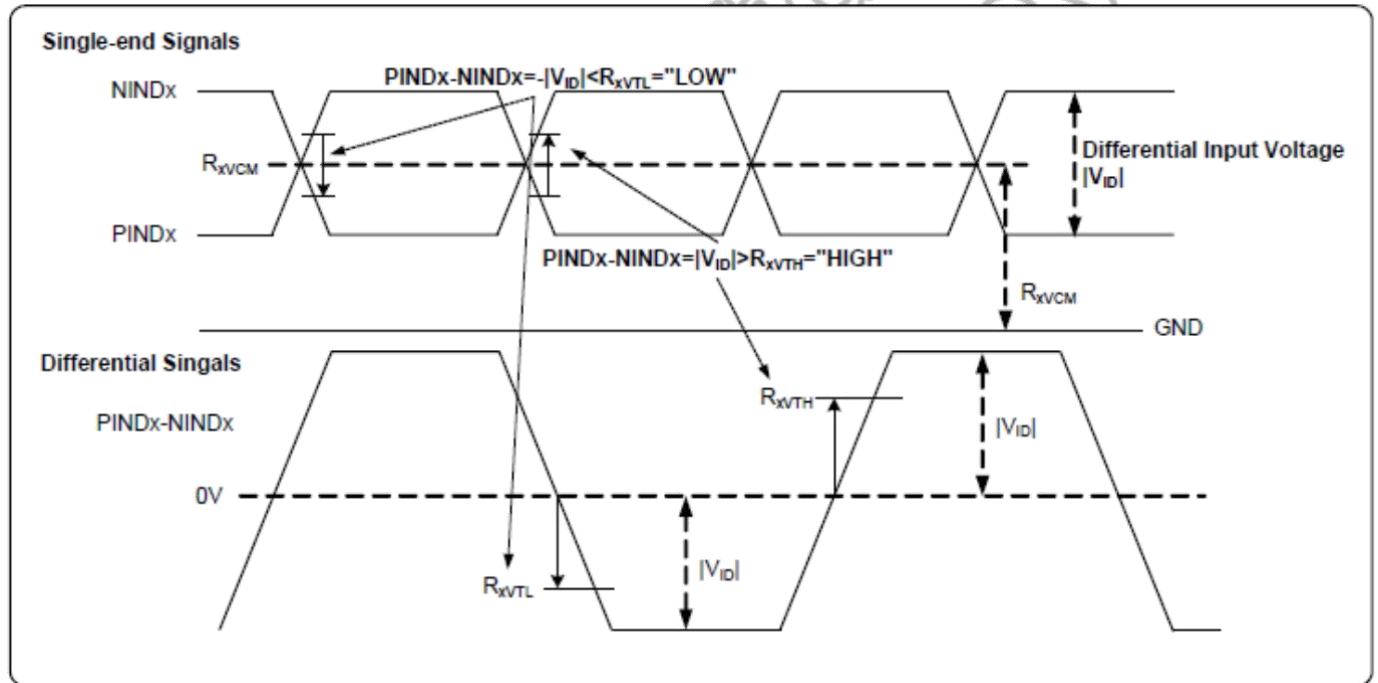 Single-end Signals
PINDx-NINDx=-|VID|<RxVTL="LOW"
NINDx
RxVCM
Differential Input Voltage
|VID|
PINDx
PINDx-NINDx=|VID|>RxVTH="HIGH"
RxVCM
GND
Differential Singals
RxVTH
PINDx-NINDx
|VID|
0V
RxVTL
|VID|